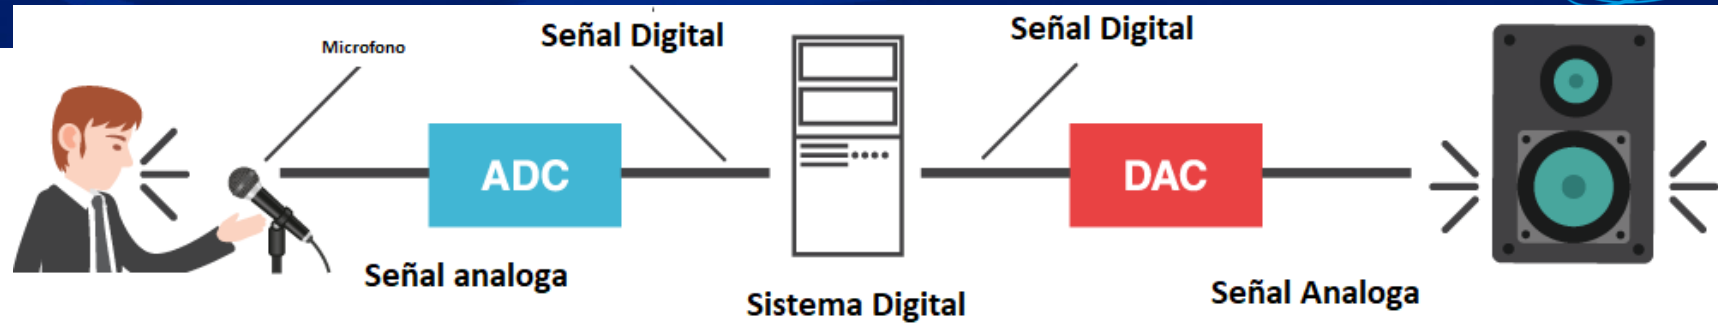 Microfono
Señal Digital
Señal Digital
ADC
DAC
Señal analoga
Sistema Digital
Señal Analoga